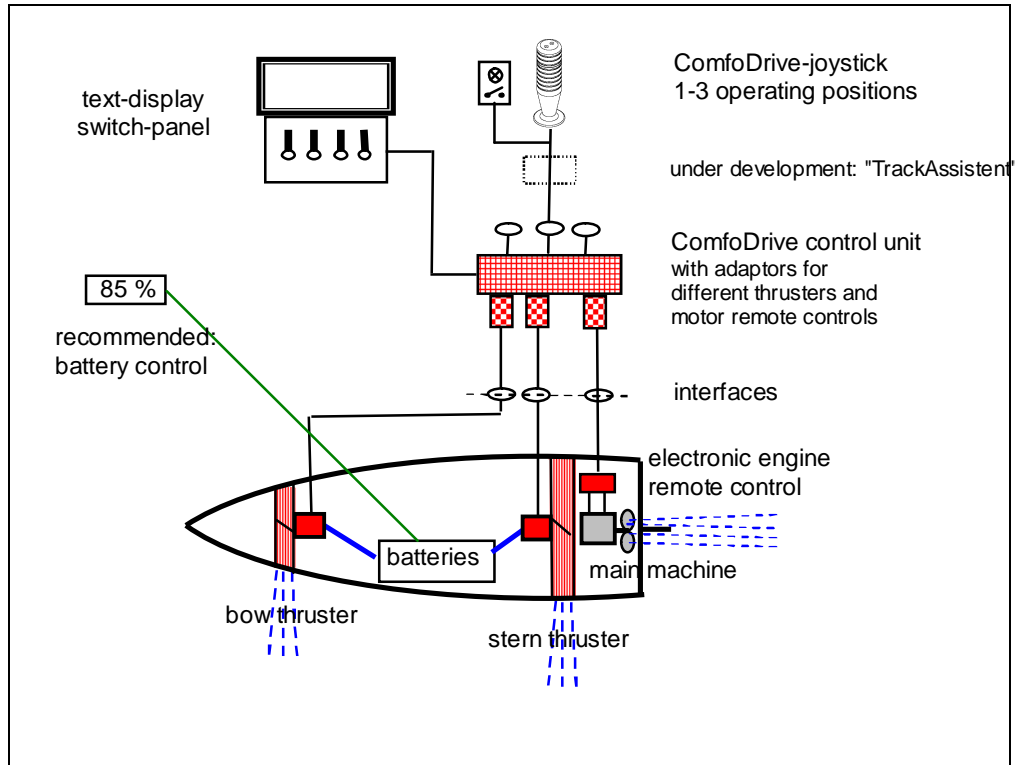 text-display
switch-panel
ComfoDrive-joystick
1-3 operating positions
under development: "TrackAssistent"
ComfoDrive control unit
with adaptors for
different thrusters and
motor remote controls
85 %
recommended:
battery control
interfaces
electronic engine
remote control
batteries
main machine
bow thruster
stern thruster